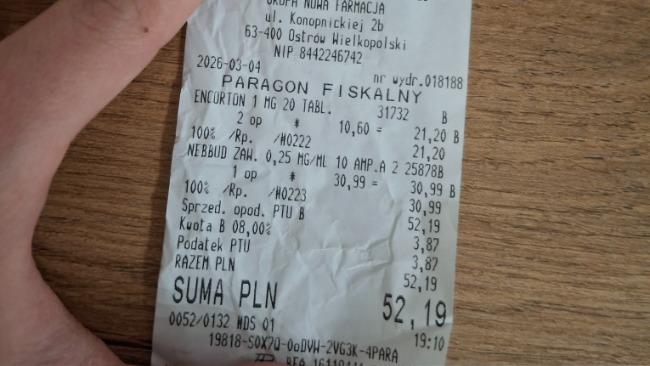 GRUPA NOWA FARMACJA
ul. Konopnickiej 2b
63-400 Ostrów Wielkopolski
NIP 8442246742
2026-03-04 nr wydr.018188
PARAGON FISKALNY
ENCORTON 1 MG 20 TABL. 31732 B
2 op * 10,60 = 21,20 B
100% /Rp. /H0222 21,20
NEBBUD ZAW. 0,25 MG/ML 10 AMP.A 2 25878B
1 op * 30,99 = 30,99 B
100% /Rp. /H0223 30,99
Sprzed. opod. PTU B 52,19
Kwota B 08,00% 3,87
Podatek PTU 3,87
RAZEM PLN 52,19
SUMA PLN 52,19
0052/0132 WDS 01 19:10